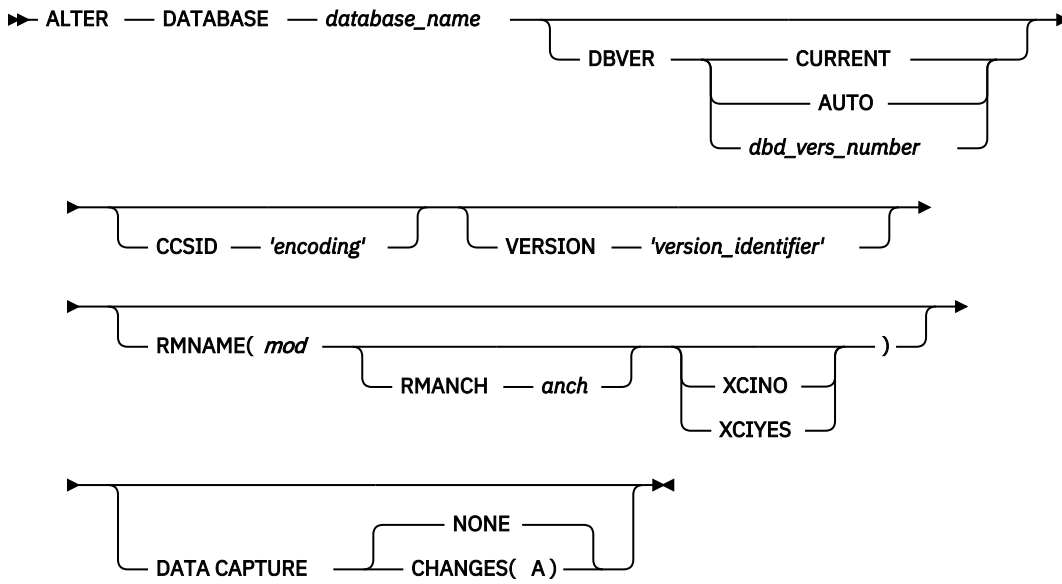 ALTER DATABASE database_name
DBVER CURRENT
AUTO
dbd_vers_number
CCSID 'encoding' VERSION 'version_identifier'
RMNAME( mod )
RMANCH anch XCINO
XCIYES
NONE
DATA CAPTURE CHANGES( A )